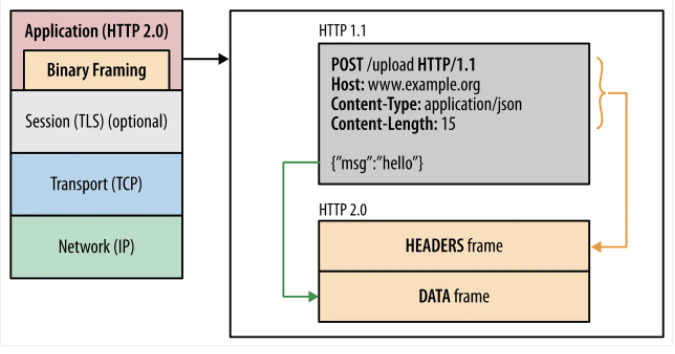 Application (HTTP 2.0)
Binary Framing
Session (TLS) (optional)
Transport (TCP)
Network (IP)
HTTP 1.1
POST /upload HTTP/1.1
Host: www.example.org
Content-Type: application/json
Content-Length: 15
{"msg":"hello"}
HTTP 2.0
HEADERS frame
DATA frame